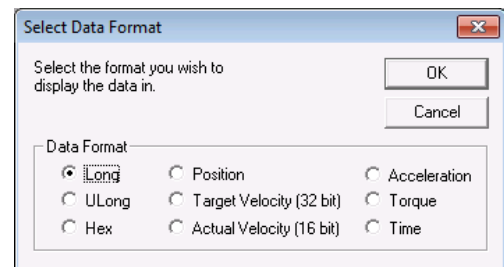 Select Data Format
Select the format you wish to
display the data in.
OK
Cancel
Data Format
Long
Position
Acceleration
ULong
Target Velocity (32 bit)
Torque
Hex
Actual Velocity (16 bit)
Time